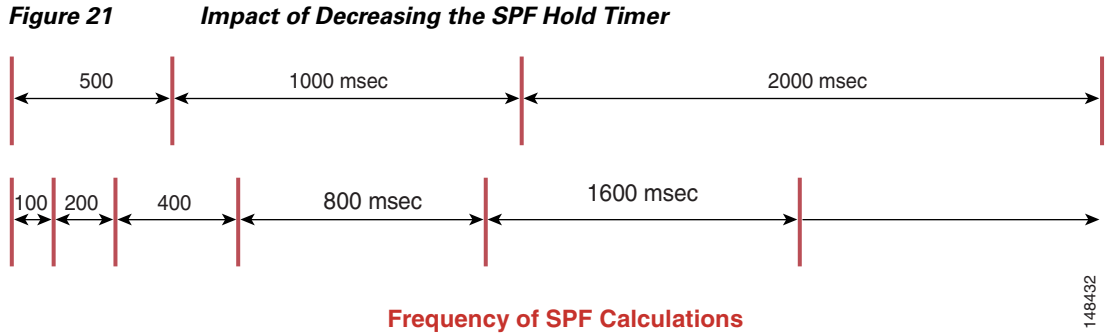 Figure 21 Impact of Decreasing the SPF Hold Timer
500 1000 msec 2000 msec
100 200 400 800 msec 1600 msec
Frequency of SPF Calculations
148432